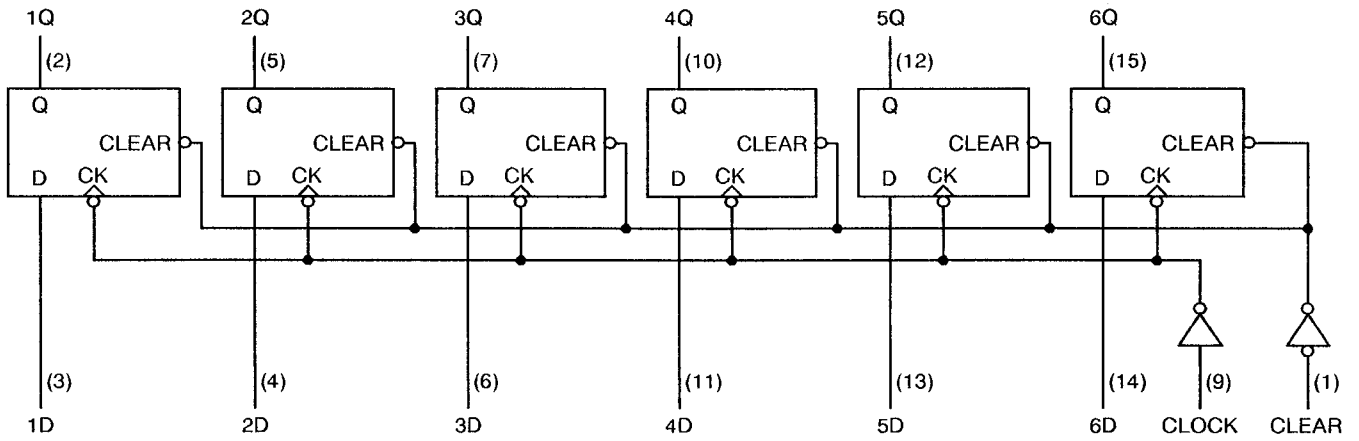 1Q 2Q 3Q 4Q 5Q 6Q
(2) (5) (7) (10) (12) (15)
Q Q Q Q Q Q
CLEAR CLEAR CLEAR CLEAR CLEAR CLEAR
D CK D CK D CK D CK D CK D CK
(3) (4) (6) (11) (13) (14) (9) (1)
1D 2D 3D 4D 5D 6D CLOCK CLEAR